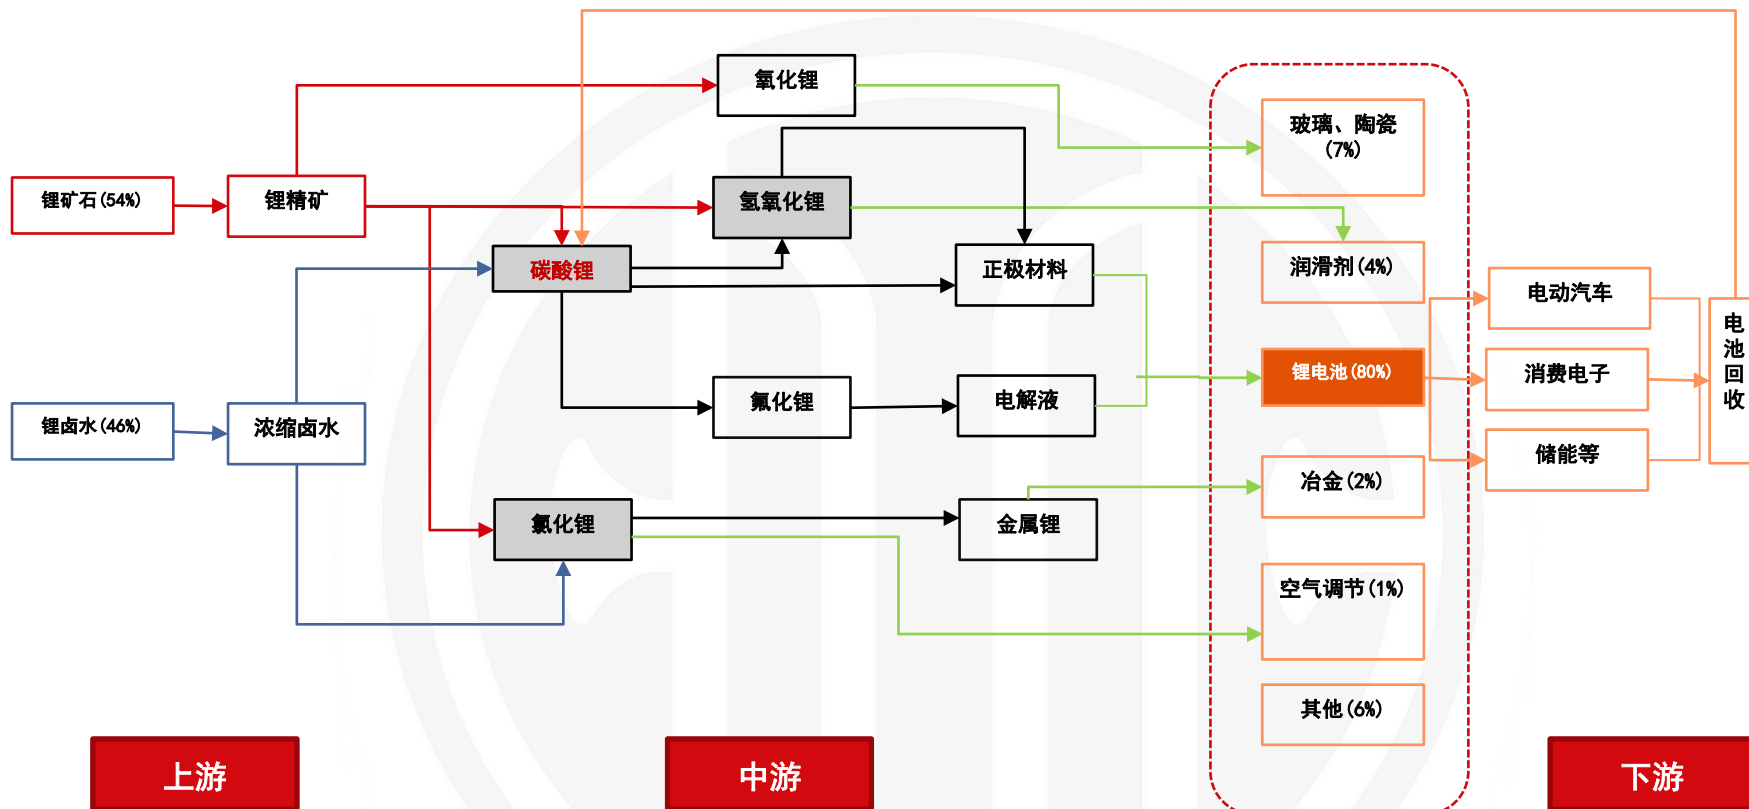 氧化锂
玻璃、陶瓷
(7%)
锂矿石(54%)
锂精矿
氢氧化锂
碳酸锂
正极材料
润滑剂(4%)
电动汽车
电
池
回
收
锂电池(80%)
消费电子
锂卤水(46%)
浓缩卤水
氟化锂
电解液
储能等
冶金(2%)
氯化锂
金属锂
空气调节(1%)
其他(6%)
上游
中游
下游